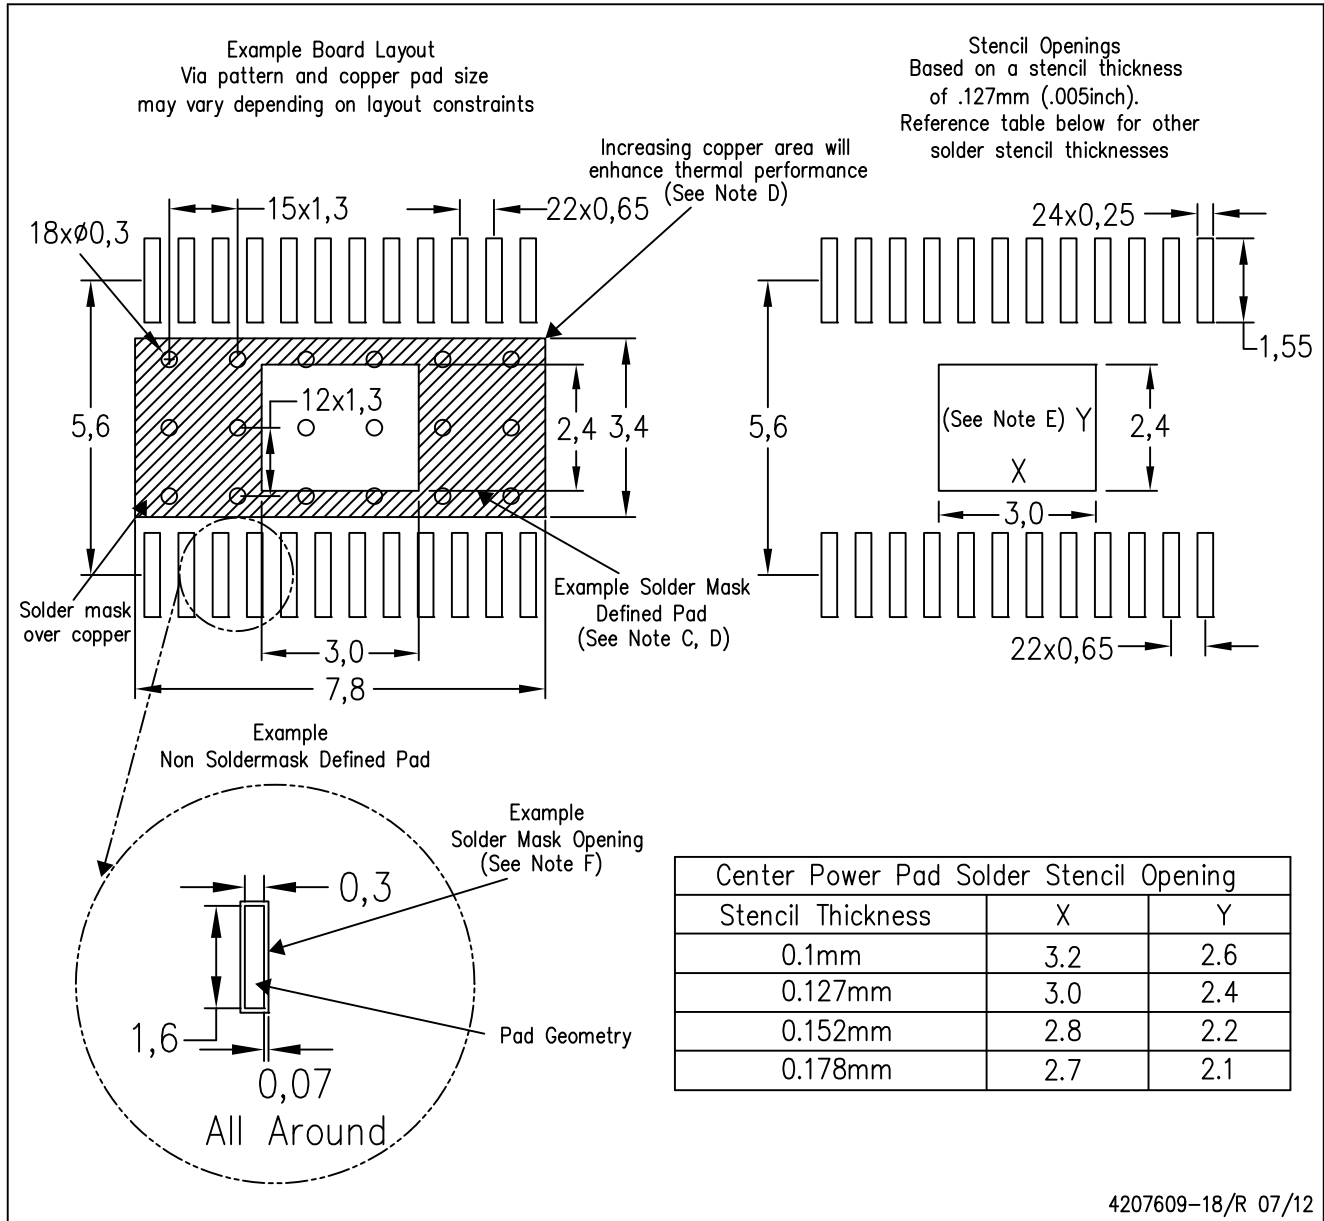 Example Board Layout
Via pattern and copper pad size
may vary depending on layout constraints
Stencil Openings
Based on a stencil thickness
of .127mm (.005inch).
Reference table below for other
solder stencil thicknesses
Increasing copper area will
enhance thermal performance
(See Note D)
15x1,3
22x0,65
18xø0,3
24x0,25
1,55
5,6
12x1,3
2,4
3,4
5,6
(See Note E) Y
X
2,4
3,0
Solder mask
over copper
Example Solder Mask
Defined Pad
(See Note C, D)
3,0
7,8
22x0,65
Example
Non Soldermask Defined Pad
Example
Solder Mask Opening
(See Note F)
0,3
1,6
Pad Geometry
0,07
All Around
Center Power Pad Solder Stencil Opening
Stencil Thickness X Y
0.1mm 3.2 2.6
0.127mm 3.0 2.4
0.152mm 2.8 2.2
0.178mm 2.7 2.1
4207609-18/R 07/12